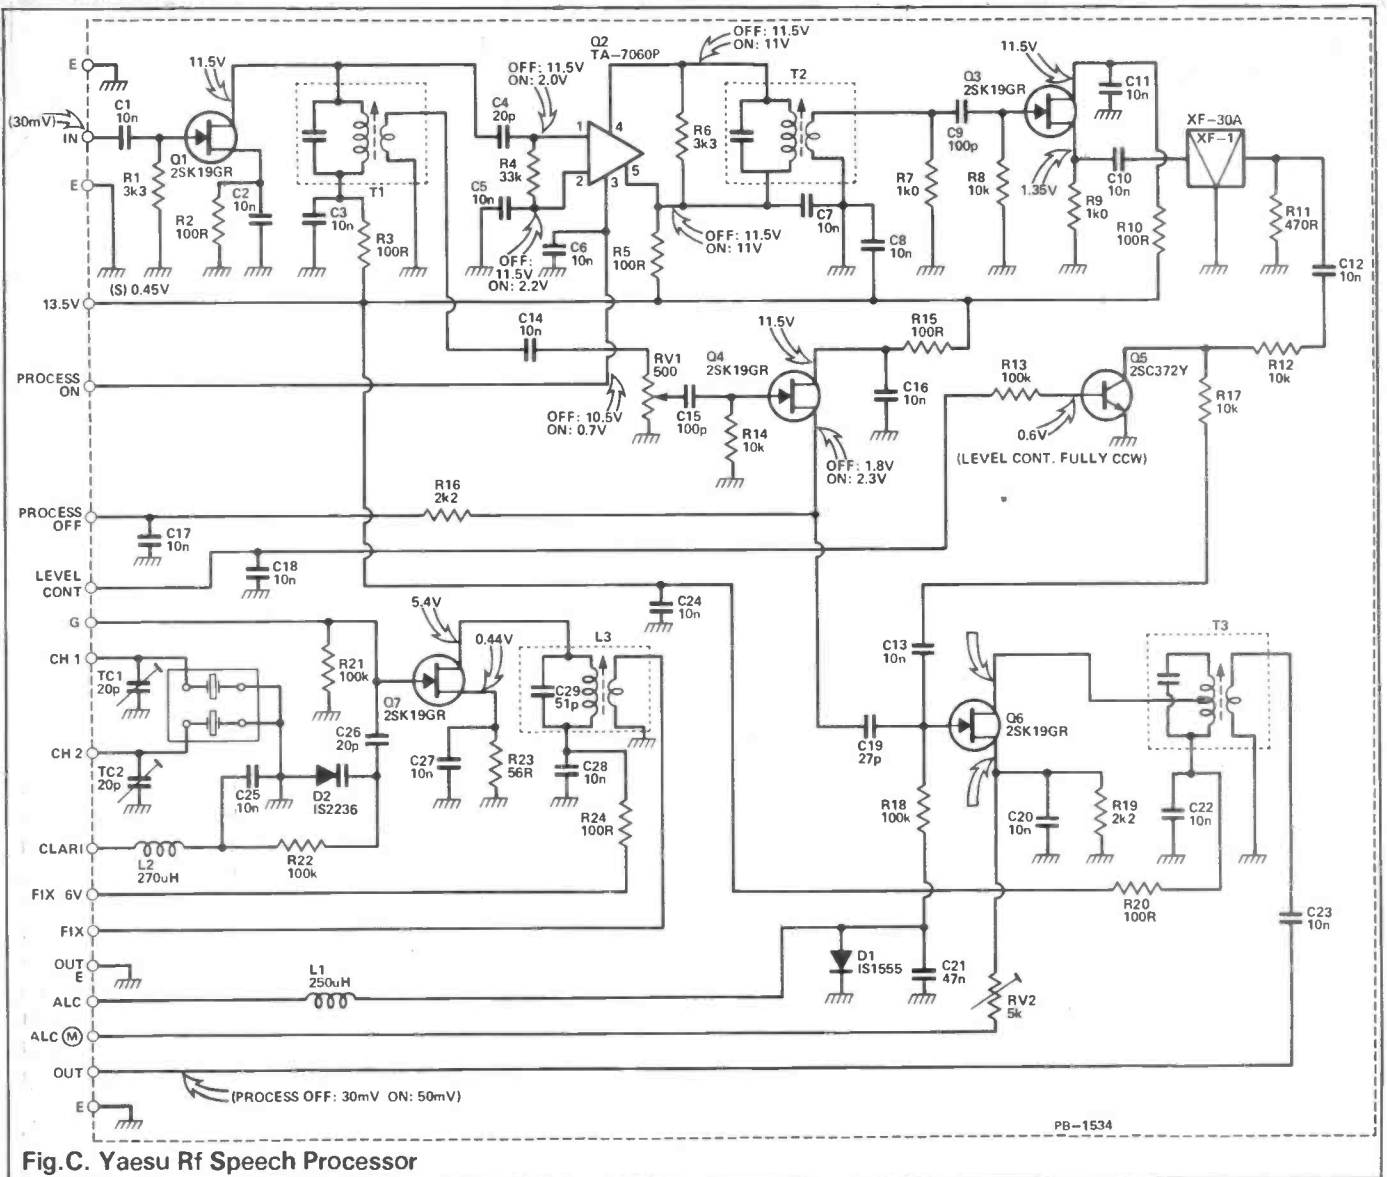 E
(30mV)
IN
E
13.5V
PROCESS
ON
PROCESS
OFF
LEVEL
CONT
G
CH 1
CH 2
CLARI
FIX 6V
FIX
OUT
E
ALC
ALC M
OUT
E
C1
10n
R1
3k3
11.5V
Q1
2SK19GR
R2
100R
C2
10n
(S) 0.45V
T1
C3
10n
R3
100R
C4
20p
OFF: 11.5V
ON: 2.0V
R4
33k
C5
10n
OFF:
11.5V
ON: 2.2V
Q2
TA-7060P
1
2
3
4
5
C6
10n
R5
100R
OFF: 11.5V
ON: 11V
R6
3k3
T2
OFF: 11.5V
ON: 11V
C7
10n
C8
10n
R7
1k0
C9
100p
R8
10k
11.5V
Q3
2SK19GR
1.35V
C11
10n
C10
10n
R9
1k0
R10
100R
XF-30A
XF-1
R11
470R
C12
10n
C14
10n
RV1
500
OFF: 10.5V
ON: 0.7V
C15
100p
R14
10k
11.5V
Q4
2SK19GR
OFF: 1.8V
ON: 2.3V
R15
100R
C16
10n
R13
100k
Q5
2SC372Y
0.6V
(LEVEL CONT. FULLY CCW)
R17
10k
R12
10k
R16
2k2
C17
10n
C18
10n
C24
10n
TC1
20p
TC2
20p
R21
100k
C26
20p
C25
10n
D2
IS2236
L2
270uH
R22
100k
5.4V
0.44V
Q7
2SK19GR
C27
10n
R23
56R
L3
C29
51p
C28
10n
R24
100R
C13
10n
C19
27p
Q6
2SK19GR
R18
100k
C20
10n
R19
2k2
T3
C22
10n
R20
100R
C23
10n
D1
IS1555
C21
47n
RV2
5k
L1
250uH
(PROCESS OFF: 30mV ON: 50mV)
PB-1534
Fig.C. Yaesu Rf Speech Processor